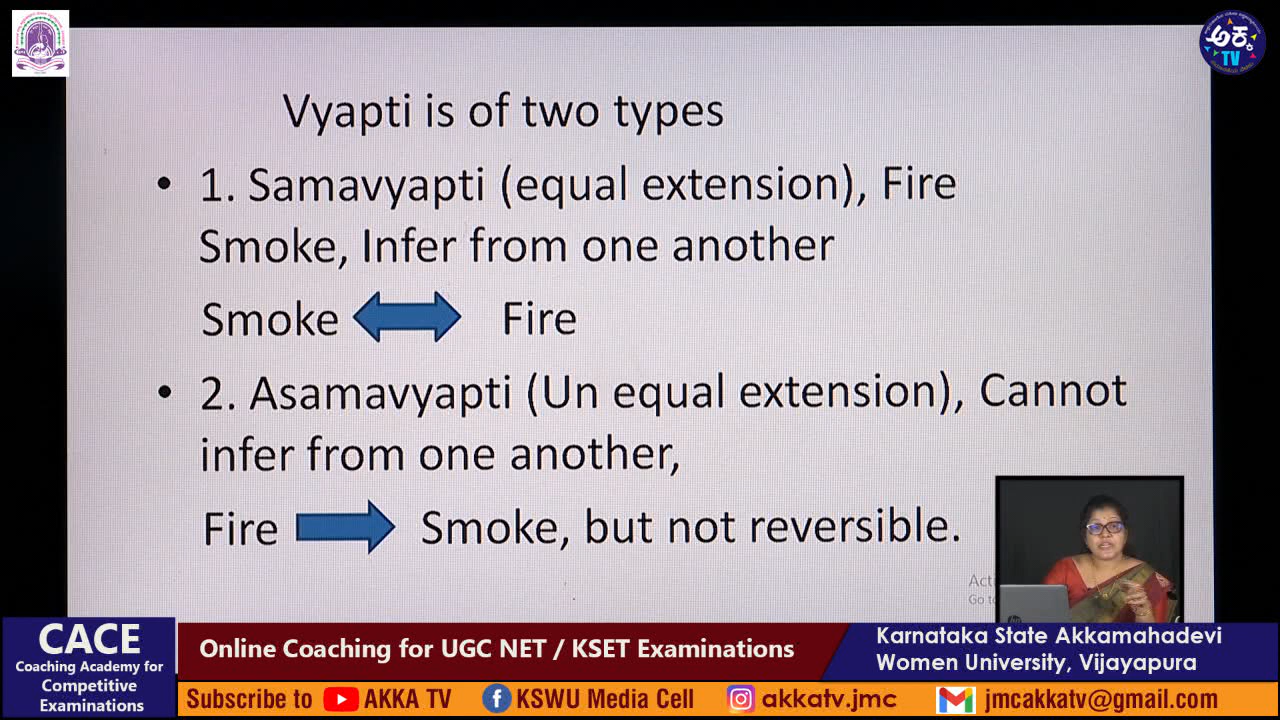 ಅಕ್ಕ
TV
Vyapti is of two types
• 1. Samavyapti (equal extension), Fire
Smoke, Infer from one another
Smoke Fire
• 2. Asamavyapti (Un equal extension), Cannot
infer from one another,
Fire Smoke, but not reversible.
CACE
Coaching Academy for
Competitive
Examinations
Online Coaching for UGC NET / KSET Examinations
Karnataka State Akkamahadevi
Women University, Vijayapura
Subscribe to AKKA TV KSWU Media Cell akkatv.jmc jmcakkatv@gmail.com